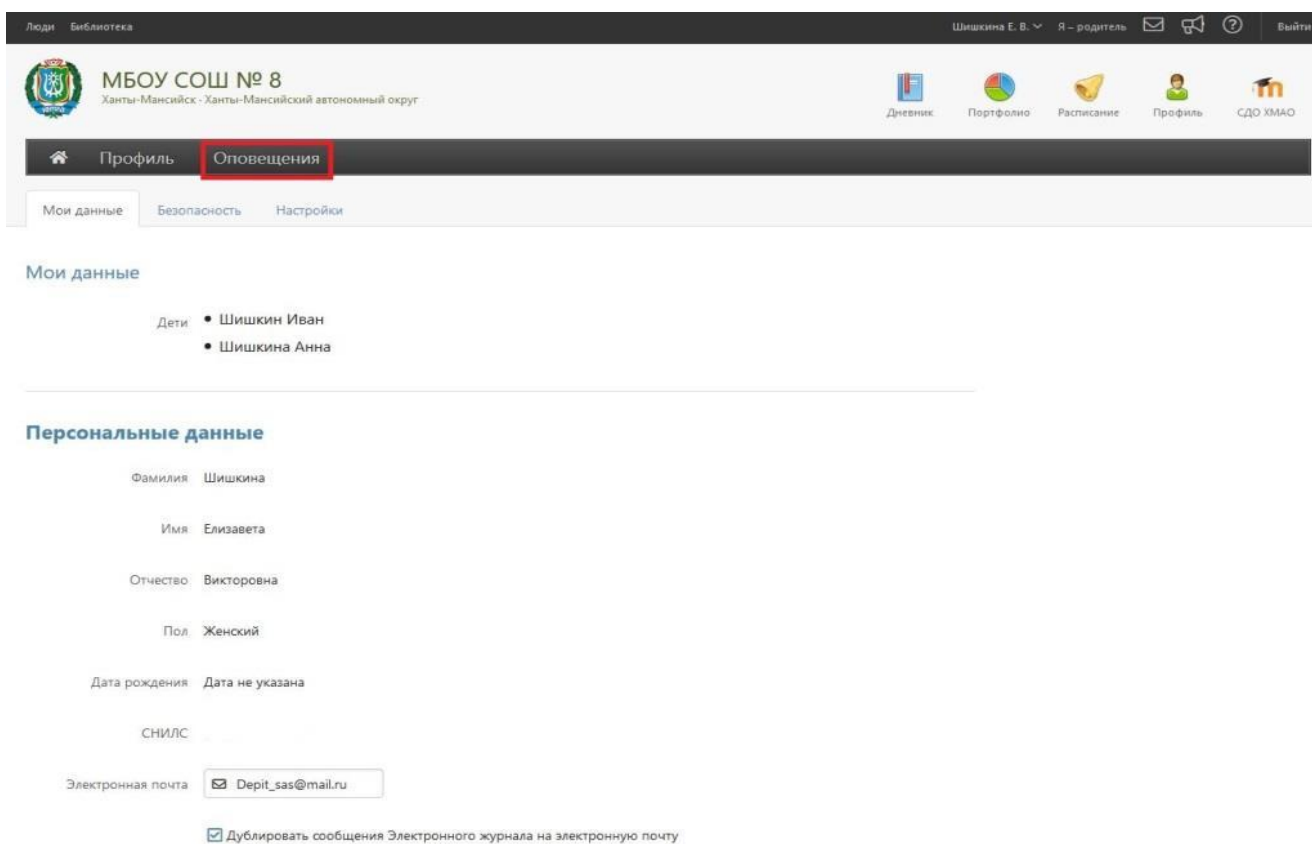 Люди Библиотека Шишкина Е. В. Я – родитель Выйти
МБОУ СОШ № 8
Ханты-Мансийск - Ханты-Мансийский автономный округ
Дневник Портфолио Расписание Профиль СДО ХМАО
Профиль Оповещения
Мои данные Безопасность Настройки
Мои данные
Дети • Шишкин Иван
• Шишкина Анна
Персональные данные
Фамилия Шишкина
Имя Елизавета
Отчество Викторовна
Пол Женский
Дата рождения Дата не указана
СНИЛС
Электронная почта Depit_sas@mail.ru
Дублировать сообщения Электронного журнала на электронную почту